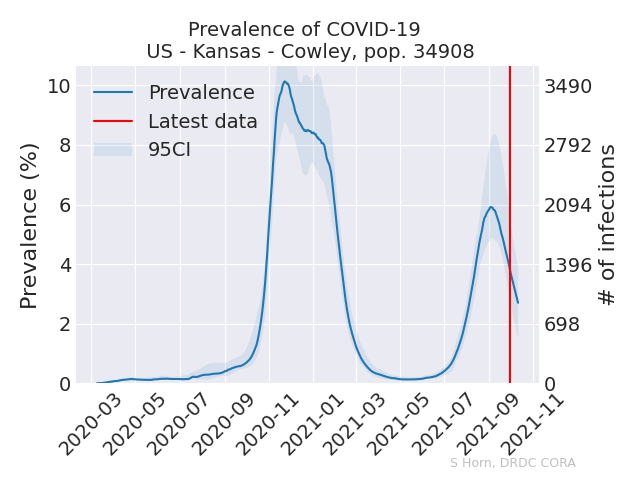 Prevalence of COVID-19
US - Kansas - Cowley, pop. 34908
Prevalence
Latest data
95CI
Prevalence (%)
10
8
6
4
2
0
3490
2792
2094
1396
698
0
# of infections
2020-03
2020-05
2020-07
2020-09
2020-11
2021-01
2021-03
2021-05
2021-07
2021-09
2021-11
S Horn, DRDC CORA